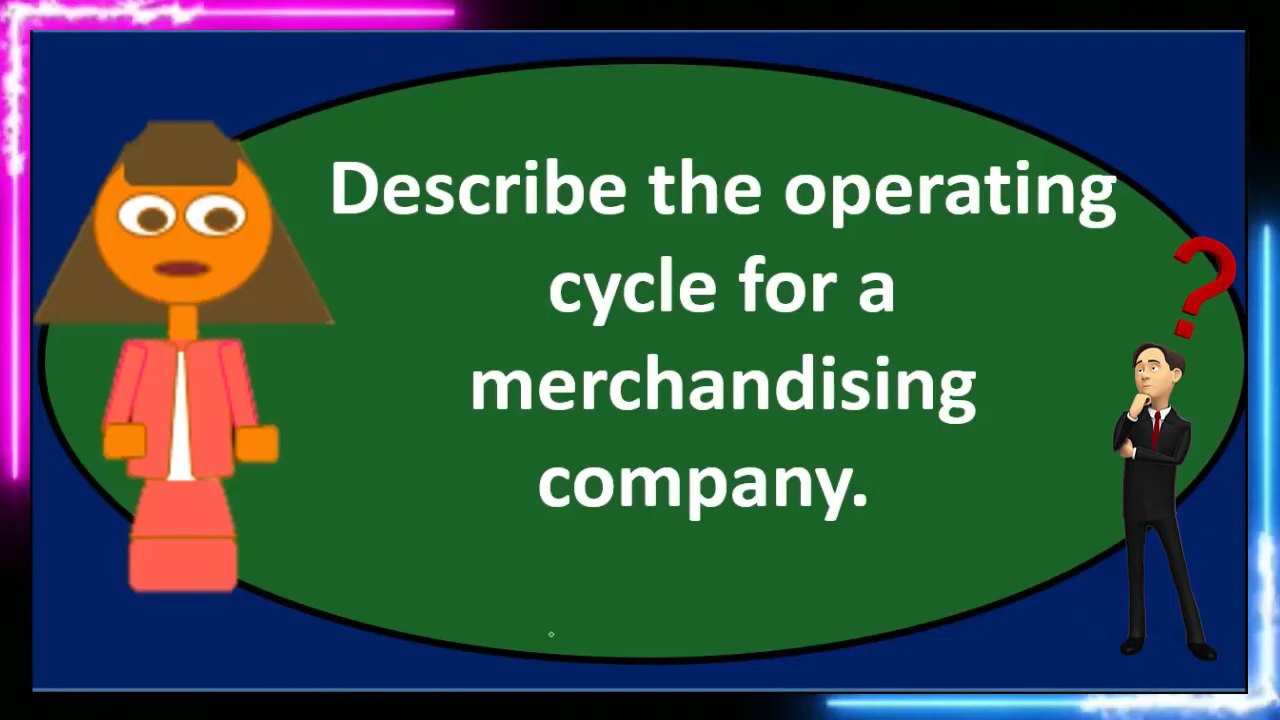 Describe the operating
cycle for a
merchandising
company.
?